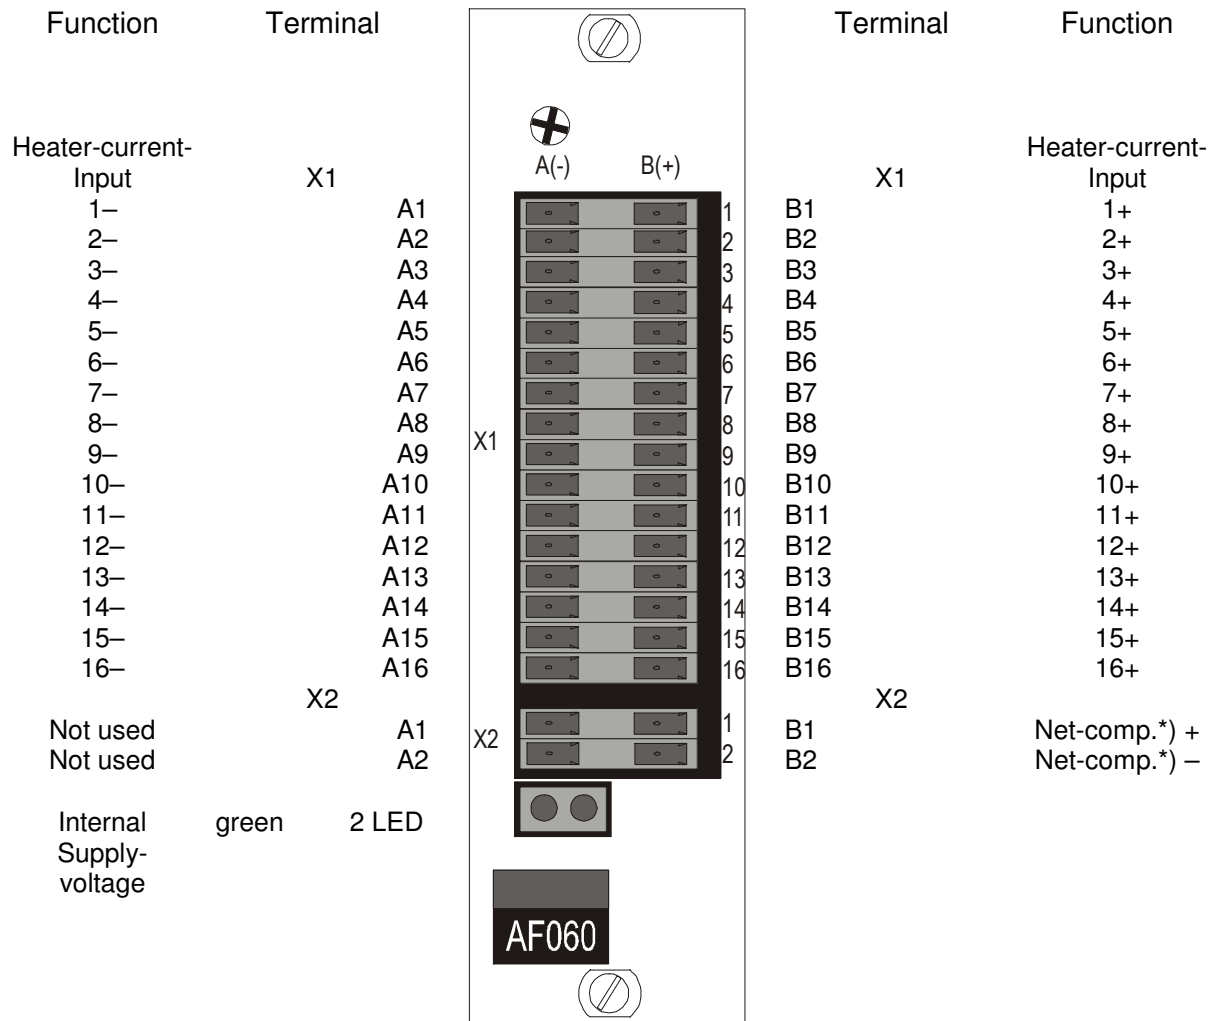 Function Terminal Terminal Function
Heater-current- Heater-current-
A(-) B(+)
Input X1 X1 Input
1– A1 1 B1 1+
2– A2 2 B2 2+
3– A3 3 B3 3+
4– A4 4 B4 4+
5– A5 5 B5 5+
6– A6 6 B6 6+
7– A7 7 B7 7+
8– A8 8 B8 8+
X1
9– A9 9 B9 9+
10– A10 10 B10 10+
11– A11 11 B11 11+
12– A12 12 B12 12+
13– A13 13 B13 13+
14– A14 14 B14 14+
15– A15 15 B15 15+
16– A16 16 B16 16+
X2 X2
Not used A1 1 B1 Net-comp.*) +
X2
Not used A2 2 B2 Net-comp.*) –
Internal green 2 LED
Supply-
voltage
AF060